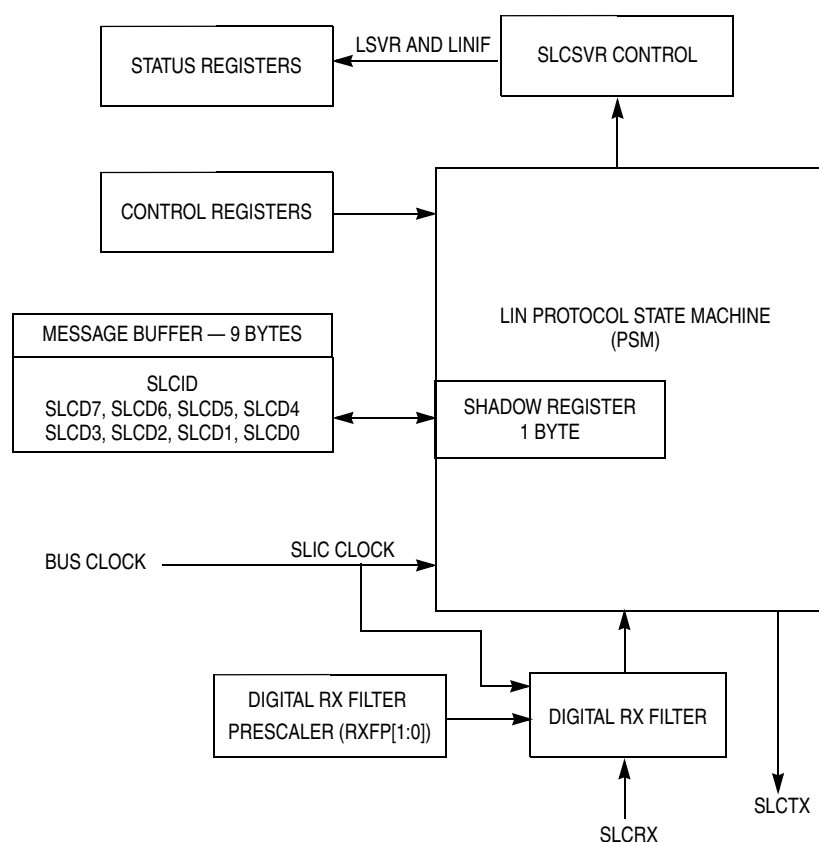 LSVR AND LINIF
STATUS REGISTERS
SLCSVR CONTROL
CONTROL REGISTERS
LIN PROTOCOL STATE MACHINE
(PSM)
MESSAGE BUFFER — 9 BYTES
SLCID
SLCD7, SLCD6, SLCD5, SLCD4
SLCD3, SLCD2, SLCD1, SLCD0
SHADOW REGISTER
1 BYTE
BUS CLOCK
SLIC CLOCK
DIGITAL RX FILTER
PRESCALER (RXFP[1:0])
DIGITAL RX FILTER
SLCTX
SLCRX